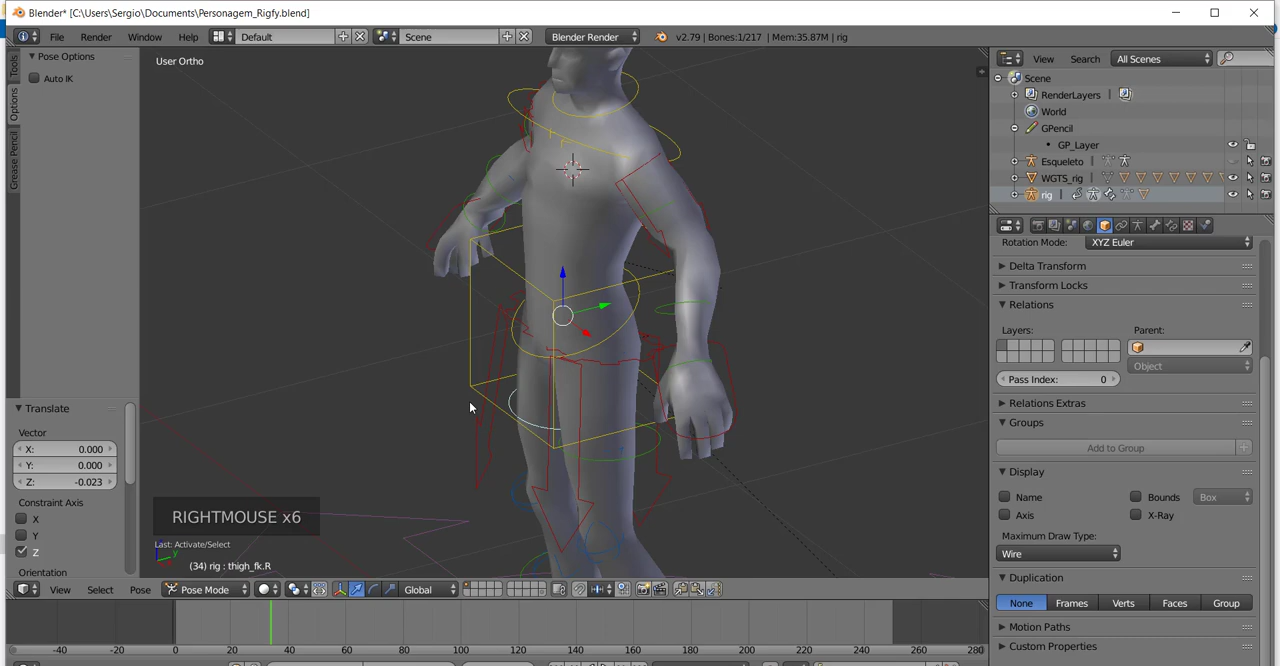 Blender* [C:\Users\Sergio\Documents\Personagem_Rigfy.blend]
File Render Window Help Default Scene Blender Render v2.79 | Bones:1/217 | Mem:35.87M | rig
Tools
Options
Grease Pencil
Pose Options
Auto IK
Translate
Vector
X: 0.000
Y: 0.000
Z: -0.023
Constraint Axis
X
Y
Z
Orientation
User Ortho
RIGHTMOUSE x6
Last: Activate/Select
y
(34) rig : thigh_fk.R
View Select Pose Pose Mode Global
-40 -20 0 20 40 60 80 100 120 140 160 180 200 220 240 260 280
View Search All Scenes
Scene
RenderLayers
World
GPencil
GP_Layer
Esqueleto
WGTS_rig
rig
Rotation Mode: XYZ Euler
Delta Transform
Transform Locks
Relations
Layers: Parent:
Object
Pass Index: 0
Relations Extras
Groups
Add to Group
Display
Name Bounds Box
Axis X-Ray
Maximum Draw Type:
Wire
Duplication
None Frames Verts Faces Group
Motion Paths
Custom Properties